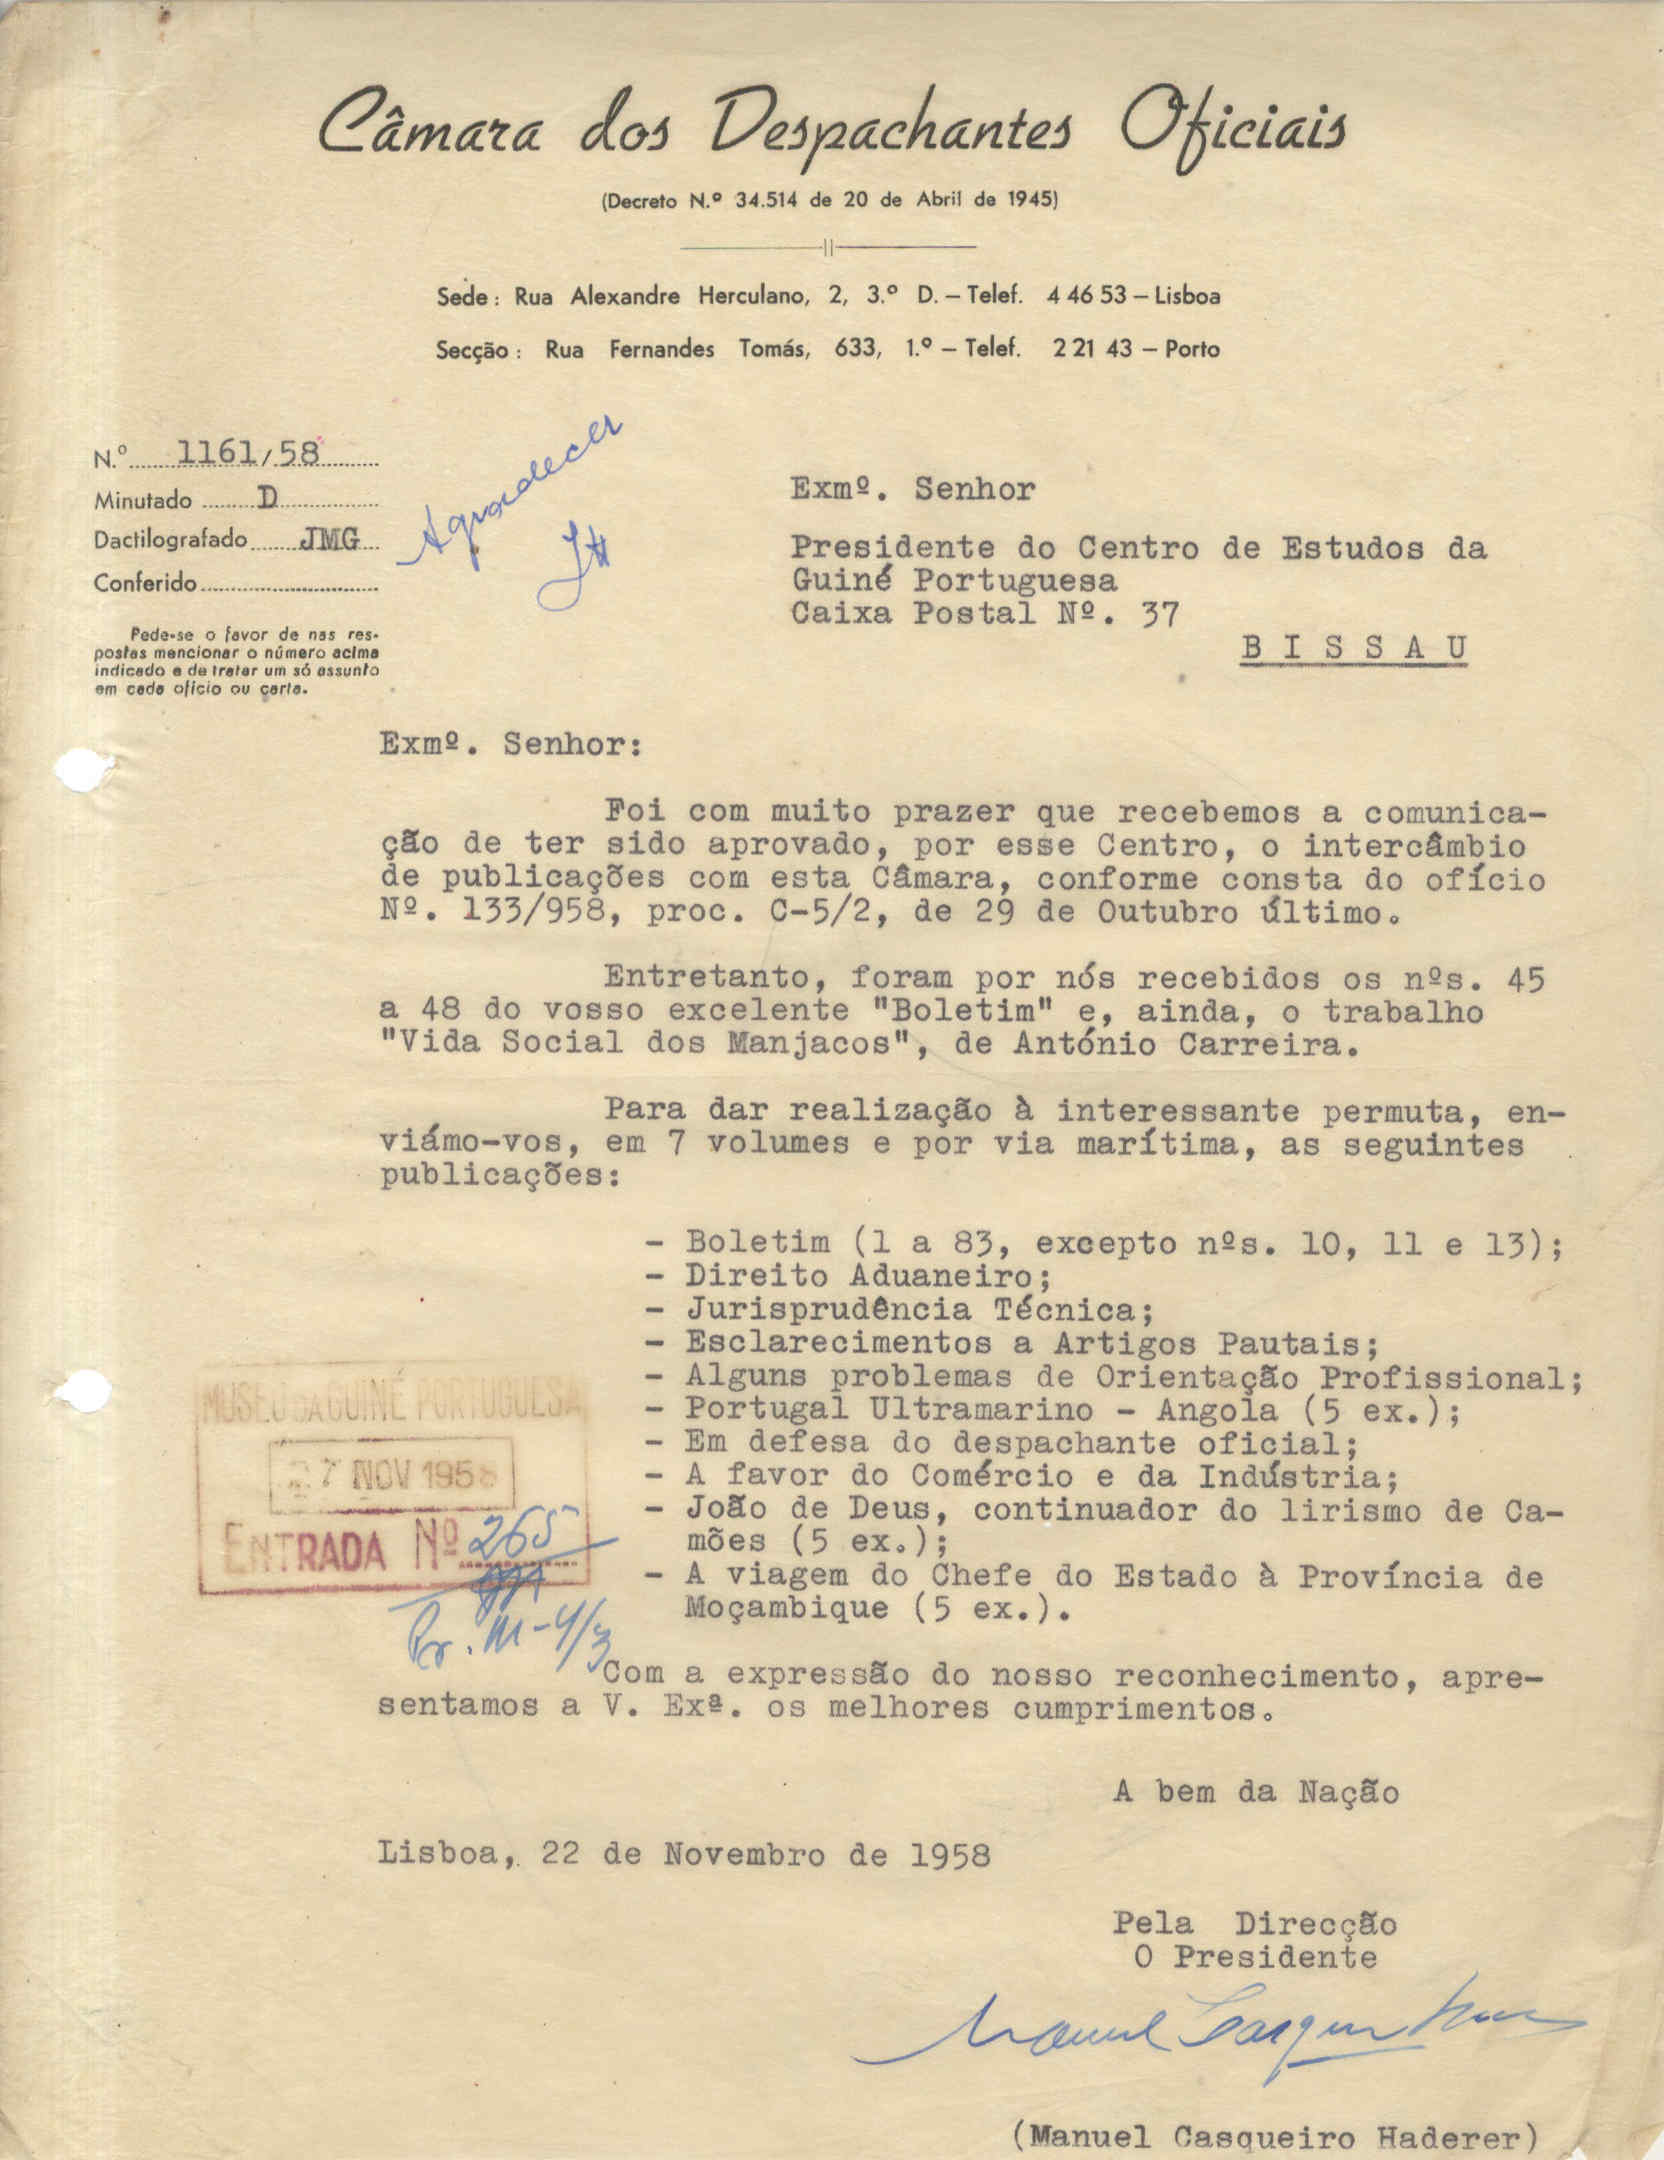 Câmara dos Despachantes Oficiais
(Decreto N.º 34.514 de 20 de Abril de 1945)
Sede : Rua Alexandre Herculano, 2, 3.º D. – Telef. 4 46 53 – Lisboa
Secção : Rua Fernandes Tomás, 633, 1.º – Telef. 2 21 43 – Porto
N.º 1161/58
Minutado D
Dactilografado JMG
Conferido
Pede-se o favor de nas res-
postas mencionar o número acima
indicado e de tratar um só assunto
em cada ofício ou carta.
Agradecer
Exmº. Senhor
Presidente do Centro de Estudos da
Guiné Portuguesa
Caixa Postal Nº. 37
B I S S A U
Exmº. Senhor:
Foi com muito prazer que recebemos a comunica-
ção de ter sido aprovado, por esse Centro, o intercâmbio
de publicações com esta Câmara, conforme consta do ofício
Nº. 133/958, proc. C-5/2, de 29 de Outubro último.
Entretanto, foram por nós recebidos os nºs. 45
a 48 do vosso excelente "Boletim" e, ainda, o trabalho
"Vida Social dos Manjacos", de António Carreira.
Para dar realização à interessante permuta, en-
viámo-vos, em 7 volumes e por via marítima, as seguintes
publicações:
- Boletim (1 a 83, excepto nºs. 10, 11 e 13);
- Direito Aduaneiro;
- Jurisprudência Técnica;
- Esclarecimentos a Artigos Pautais;
- Alguns problemas de Orientação Profissional;
- Portugal Ultramarino - Angola (5 ex.);
- Em defesa do despachante oficial;
- A favor do Comércio e da Indústria;
- João de Deus, continuador do lirismo de Ca-
mões (5 ex.);
- A viagem do Chefe do Estado à Província de
Moçambique (5 ex.).
MUSEU DA GUINÉ PORTUGUESA
27 NOV 1958
ENTRADA Nº 265
Pr. M-4/3
Com a expressão do nosso reconhecimento, apre-
sentamos a V. Exª. os melhores cumprimentos.
A bem da Nação
Lisboa, 22 de Novembro de 1958
Pela Direcção
O Presidente
(Manuel Casqueiro Haderer)